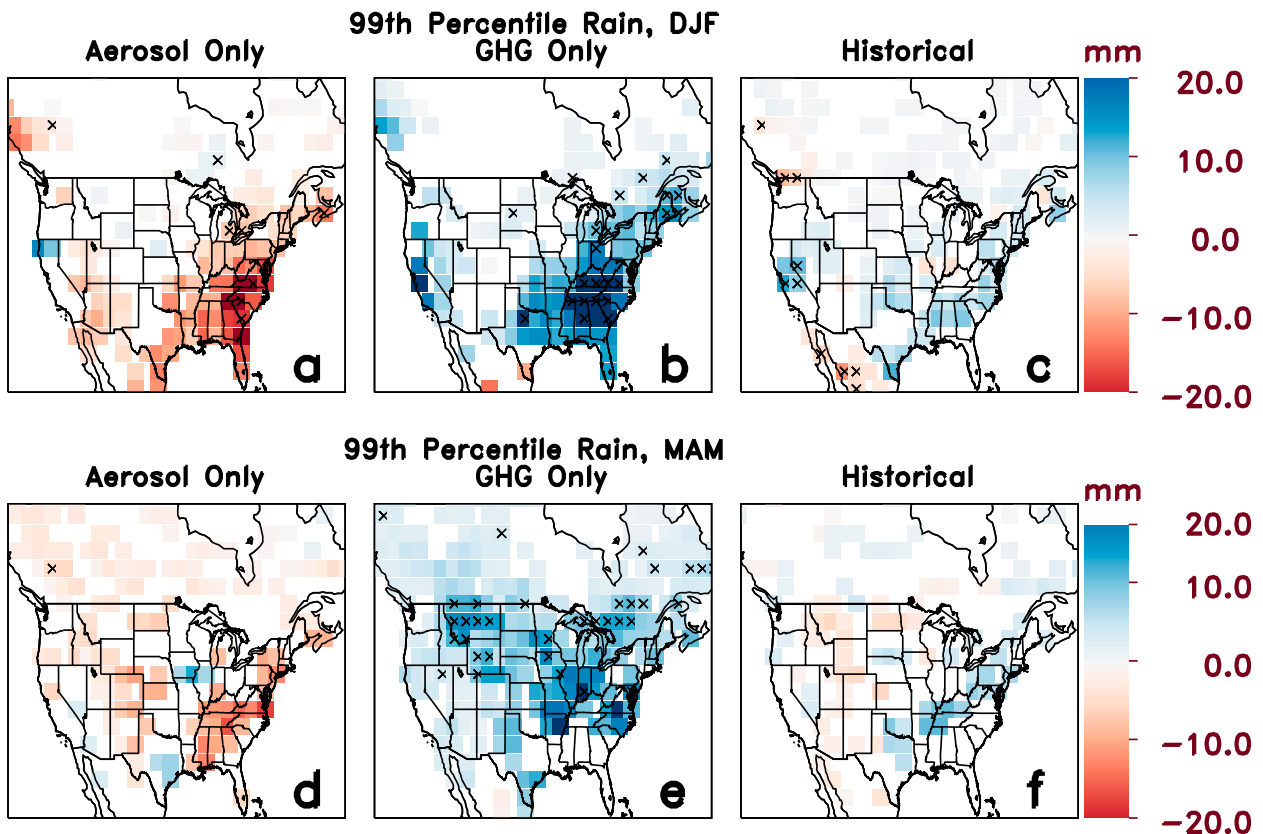 99th Percentile Rain, DJF
Aerosol Only GHG Only Historical mm
20.0
10.0
0.0
−10.0
−20.0
a b c
99th Percentile Rain, MAM
Aerosol Only GHG Only Historical mm
20.0
10.0
0.0
−10.0
−20.0
d e f